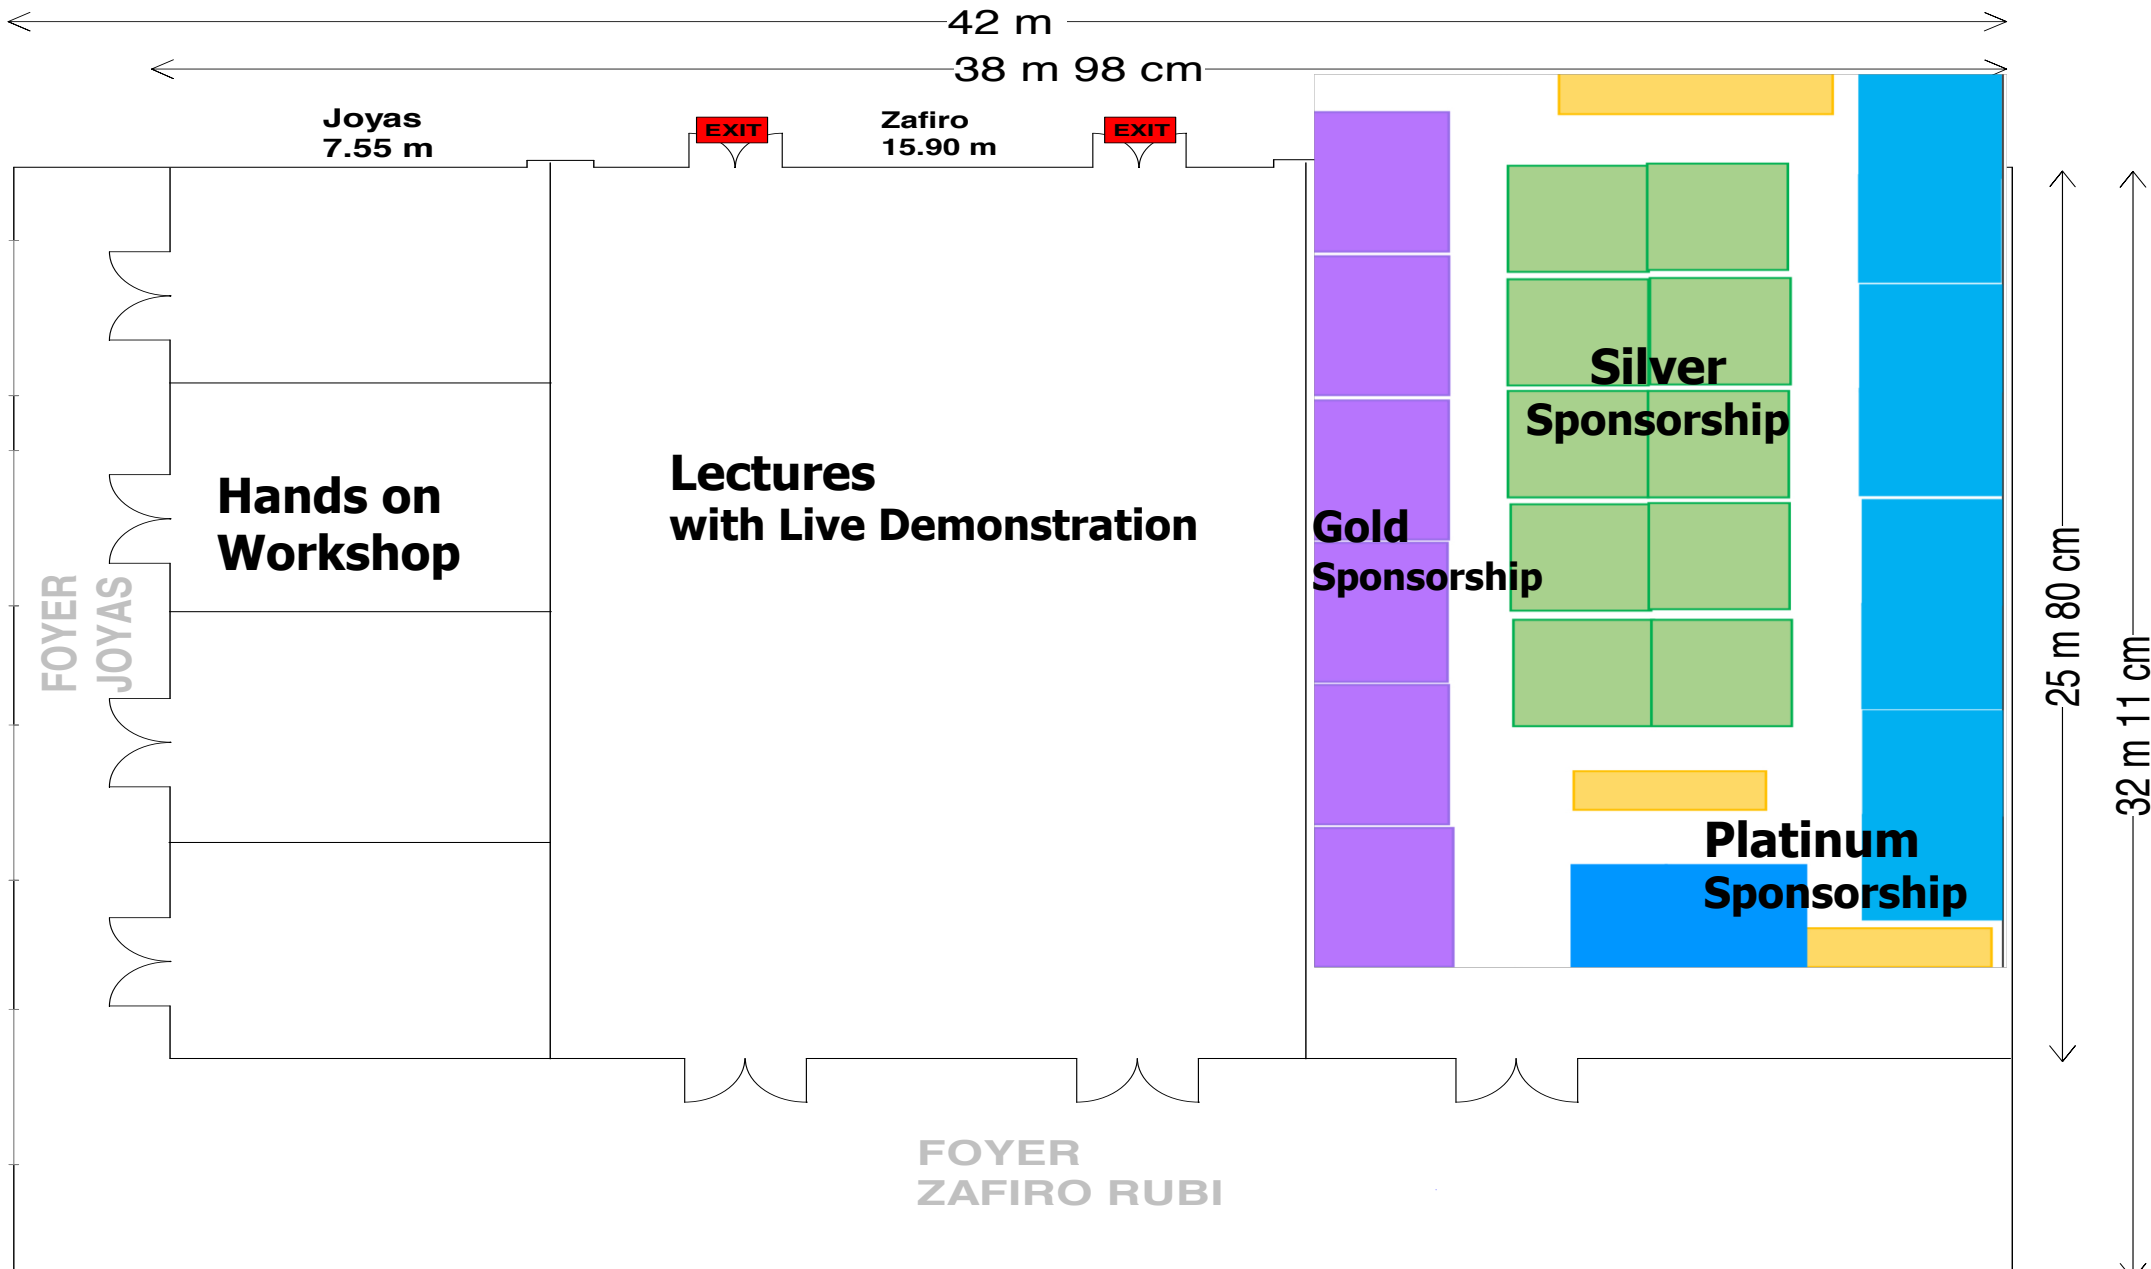 42 m
38 m 98 cm
Joyas
7.55 m
EXIT
Zafiro
15.90 m
EXIT
Silver
Sponsorship
Lectures
with Live Demonstration
Hands on
Workshop
Gold
Sponsorship
FOYER
JOYAS
25 m 80 cm
32 m 11 cm
Platinum
Sponsorship
FOYER
ZAFIRO RUBI